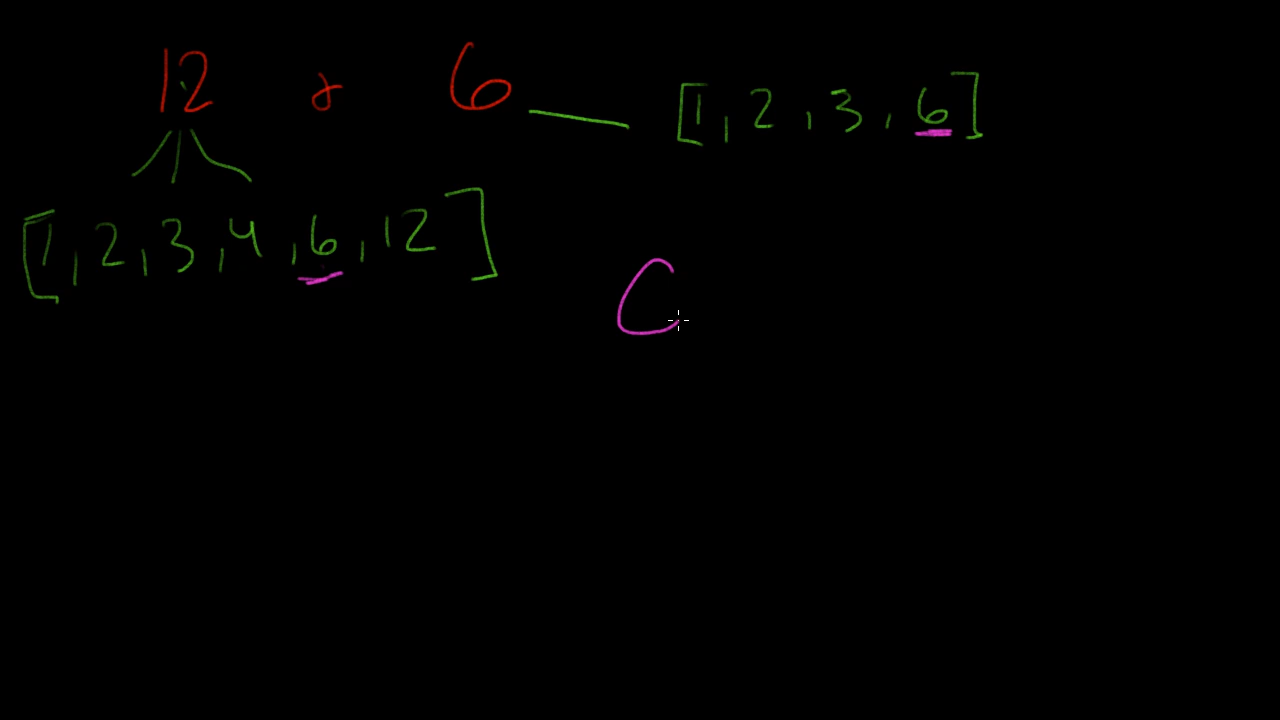 12 & 6
[1, 2, 3, 6]
[1, 2, 3, 4, 6, 12]
C